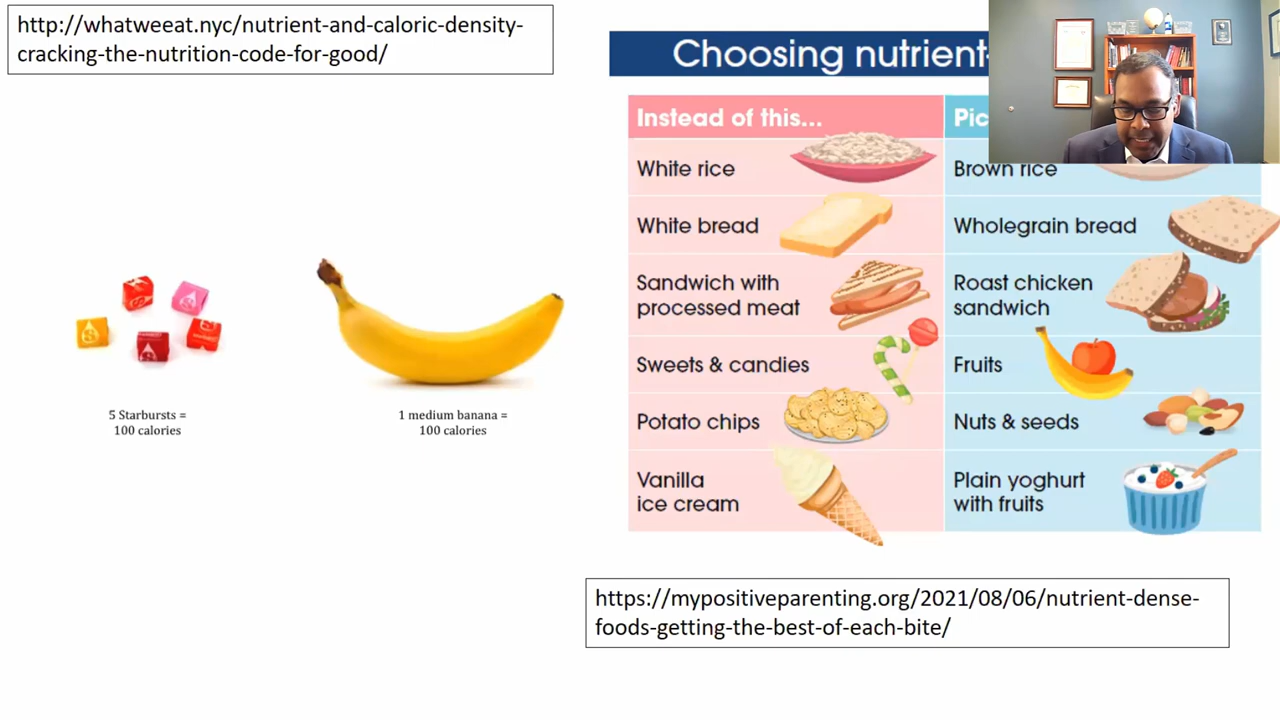 http://whatweeat.nyc/nutrient-and-caloric-density-
cracking-the-nutrition-code-for-good/
5 Starbursts =
100 calories
1 medium banana =
100 calories
Choosing nutrient-
Instead of this...
Pic
White rice
Brown rice
White bread
Wholegrain bread
Sandwich with
processed meat
Roast chicken
sandwich
Sweets & candies
Fruits
Potato chips
Nuts & seeds
Vanilla
ice cream
Plain yoghurt
with fruits
https://mypositiveparenting.org/2021/08/06/nutrient-dense-
foods-getting-the-best-of-each-bite/